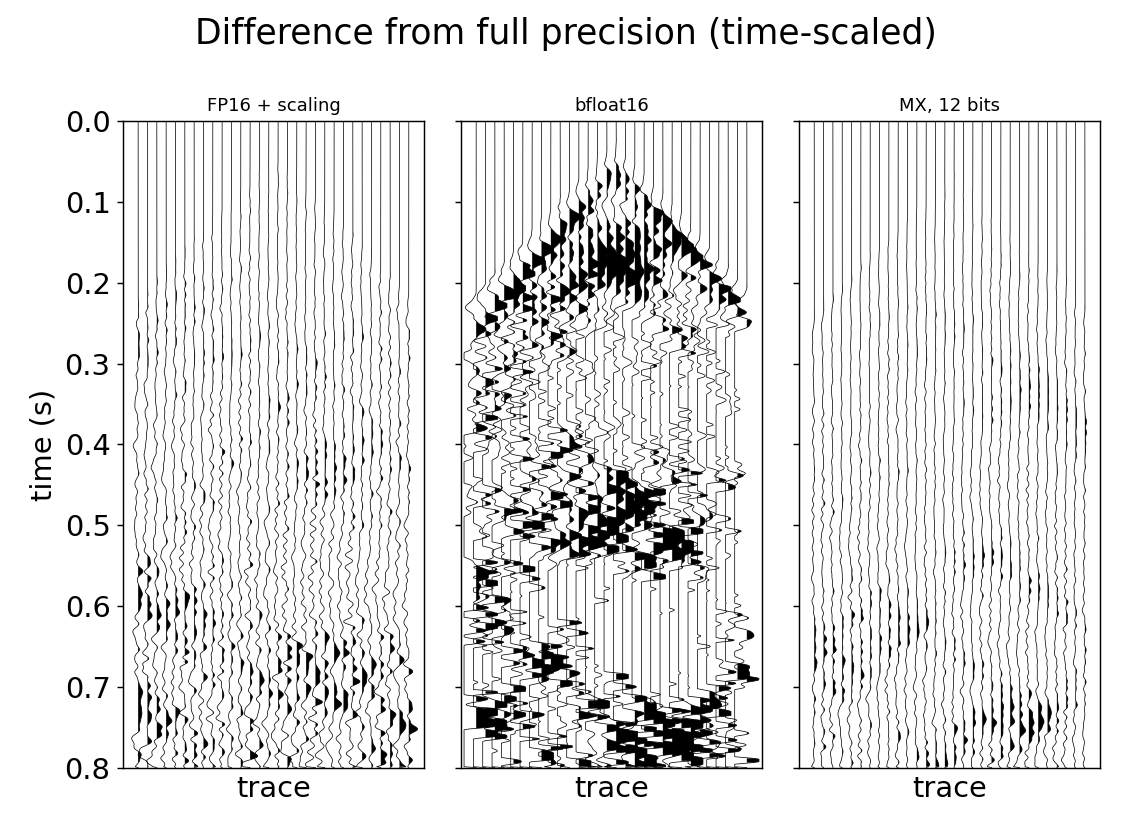 Difference from full precision (time-scaled)
FP16 + scaling
bfloat16
MX, 12 bits
time (s)
0.0
0.1
0.2
0.3
0.4
0.5
0.6
0.7
0.8
trace
trace
trace